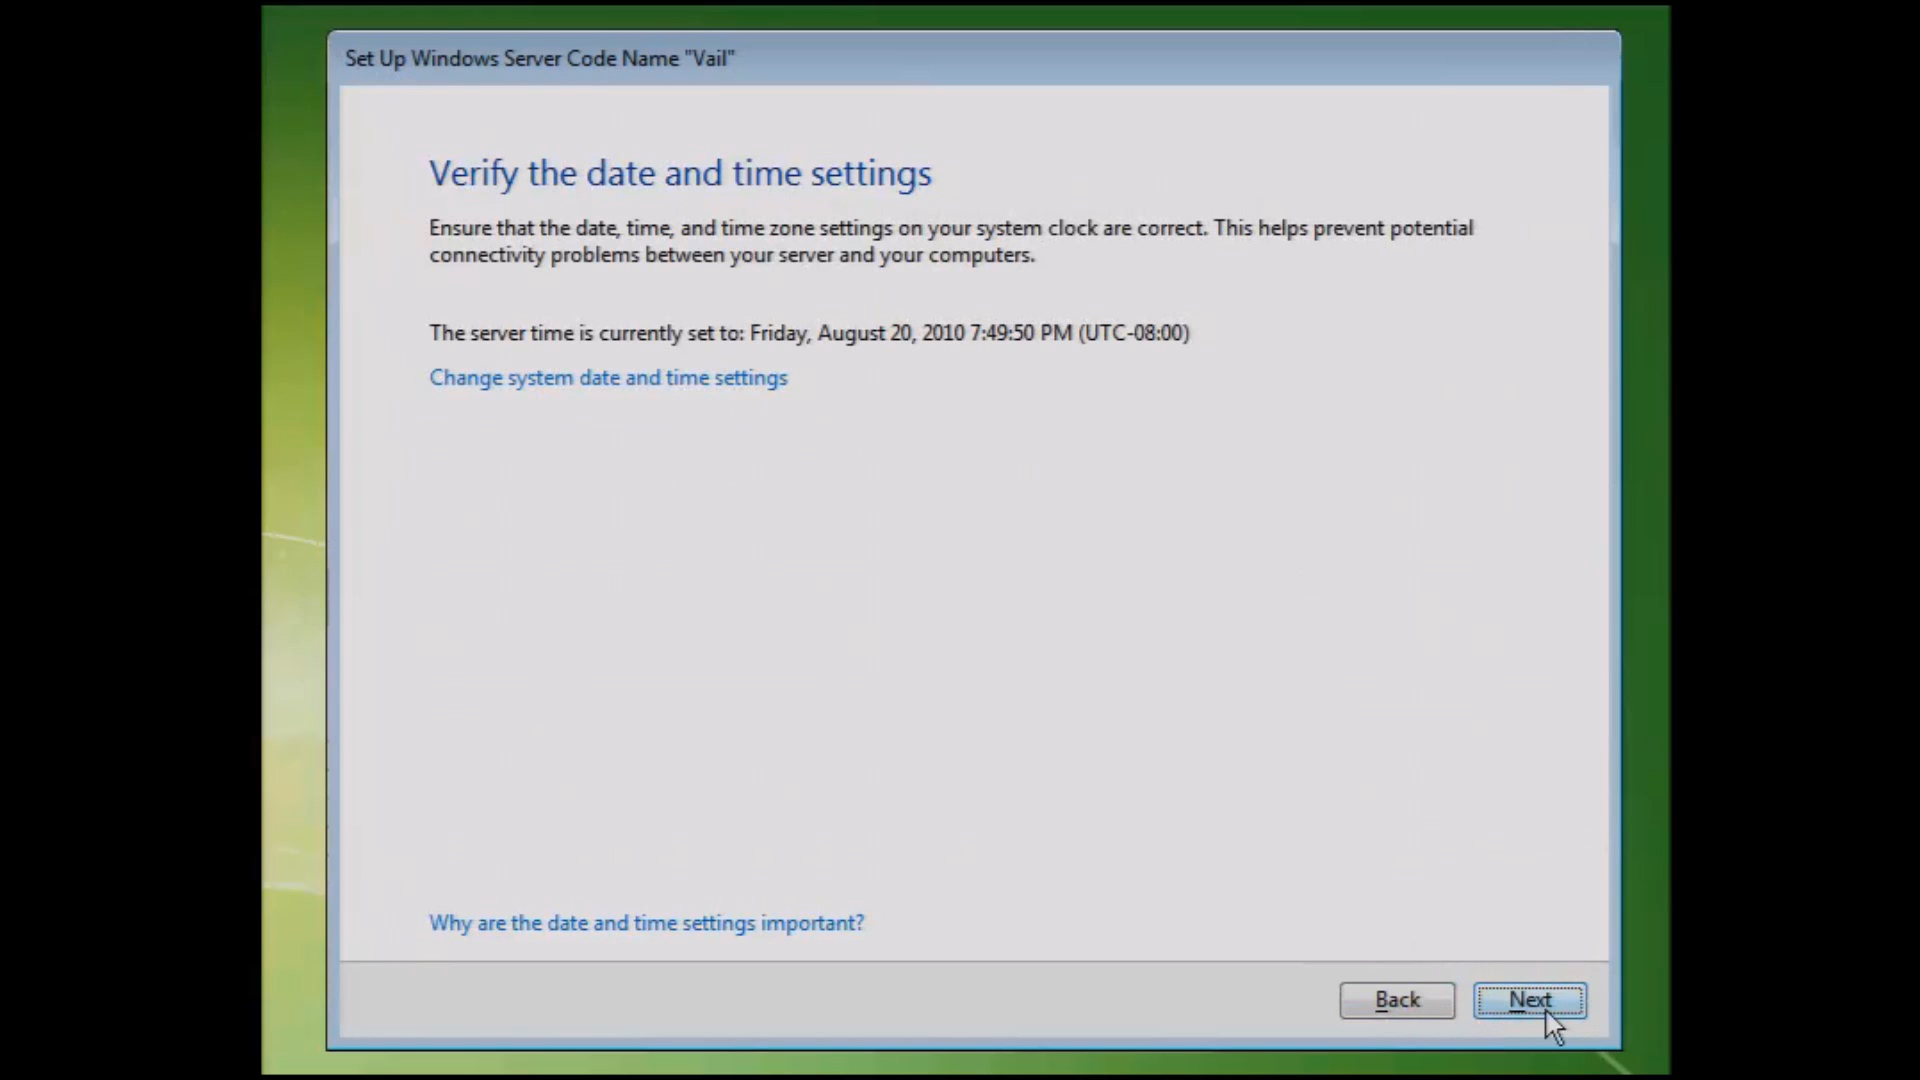 Set Up Windows Server Code Name "Vail"
Verify the date and time settings
Ensure that the date, time, and time zone settings on your system clock are correct. This helps prevent potential
connectivity problems between your server and your computers.
The server time is currently set to: Friday, August 20, 2010 7:49:50 PM (UTC-08:00)
Change system date and time settings
Why are the date and time settings important?
Back
Next